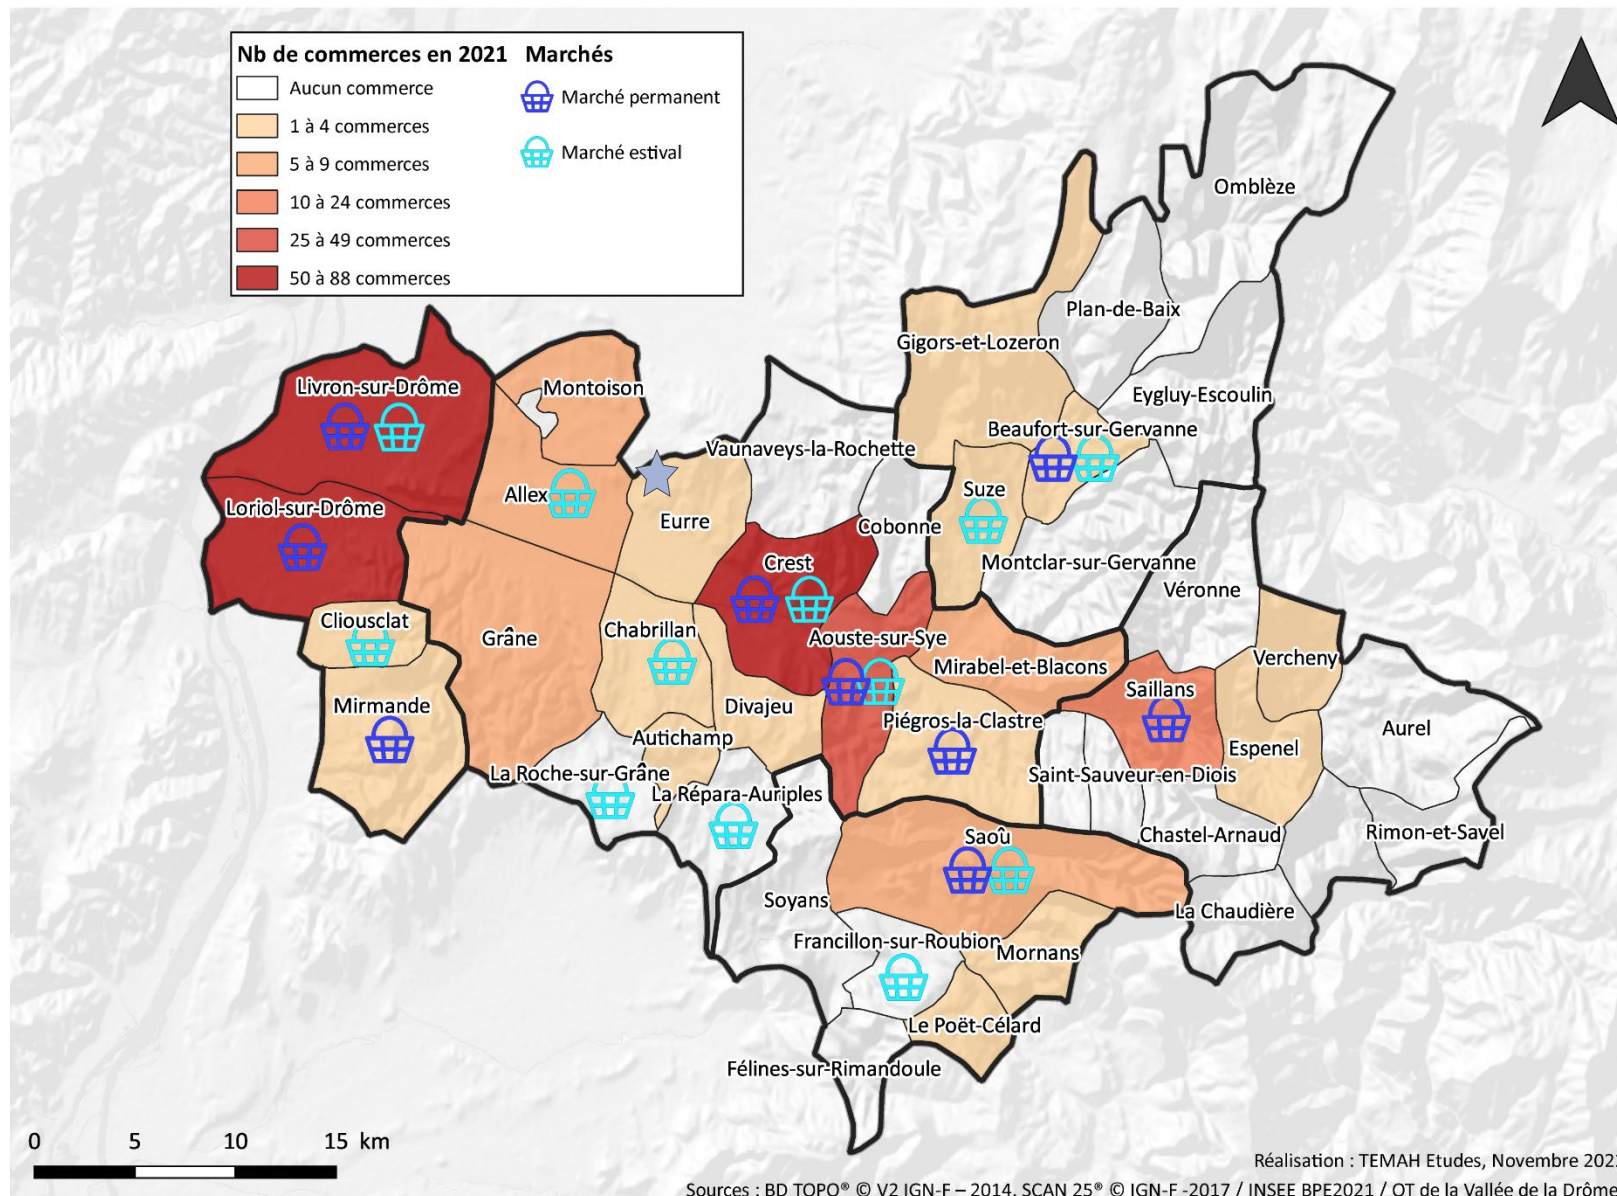 Nb de commerces en 2021 Marchés
Aucun commerce
1 à 4 commerces
5 à 9 commerces
10 à 24 commerces
25 à 49 commerces
50 à 88 commerces
Marché permanent
Marché estival
Omblèze
Plan-de-Baix
Gigors-et-Lozeron
Livron-sur-Drôme
Montoison
Eygluy-Escoulin
Beaufort-sur-Gervanne
Vaunaveys-la-Rochette
Suze
Allex
Loriol-sur-Drôme
Eurre
Cobonne
Crest
Montclar-sur-Gervanne
Véronne
Cliousclat
Chabrillan
Grâne
Aouste-sur-Sye
Vercheny
Mirabel-et-Blacons
Saillans
Mirmande
Divajeu
Piégros-la-Clastre
Aurel
Autichamp
Espenel
La Roche-sur-Grâne
Saint-Sauveur-en-Diois
La Répara-Auriples
Rimon-et-Savel
Chastel-Arnaud
Saoû
Soyans
La Chaudière
Francillon-sur-Roubion
Mornans
Le Poët-Célard
Félines-sur-Rimandoule
0 5 10 15 km
Réalisation : TEMAH Etudes, Novembre
Sources : BD TOPO® © V2 IGN-F – 2014, SCAN 25® © IGN-F -2017 / INSEE BPE2021 / OT de la Vallée de la Drôme